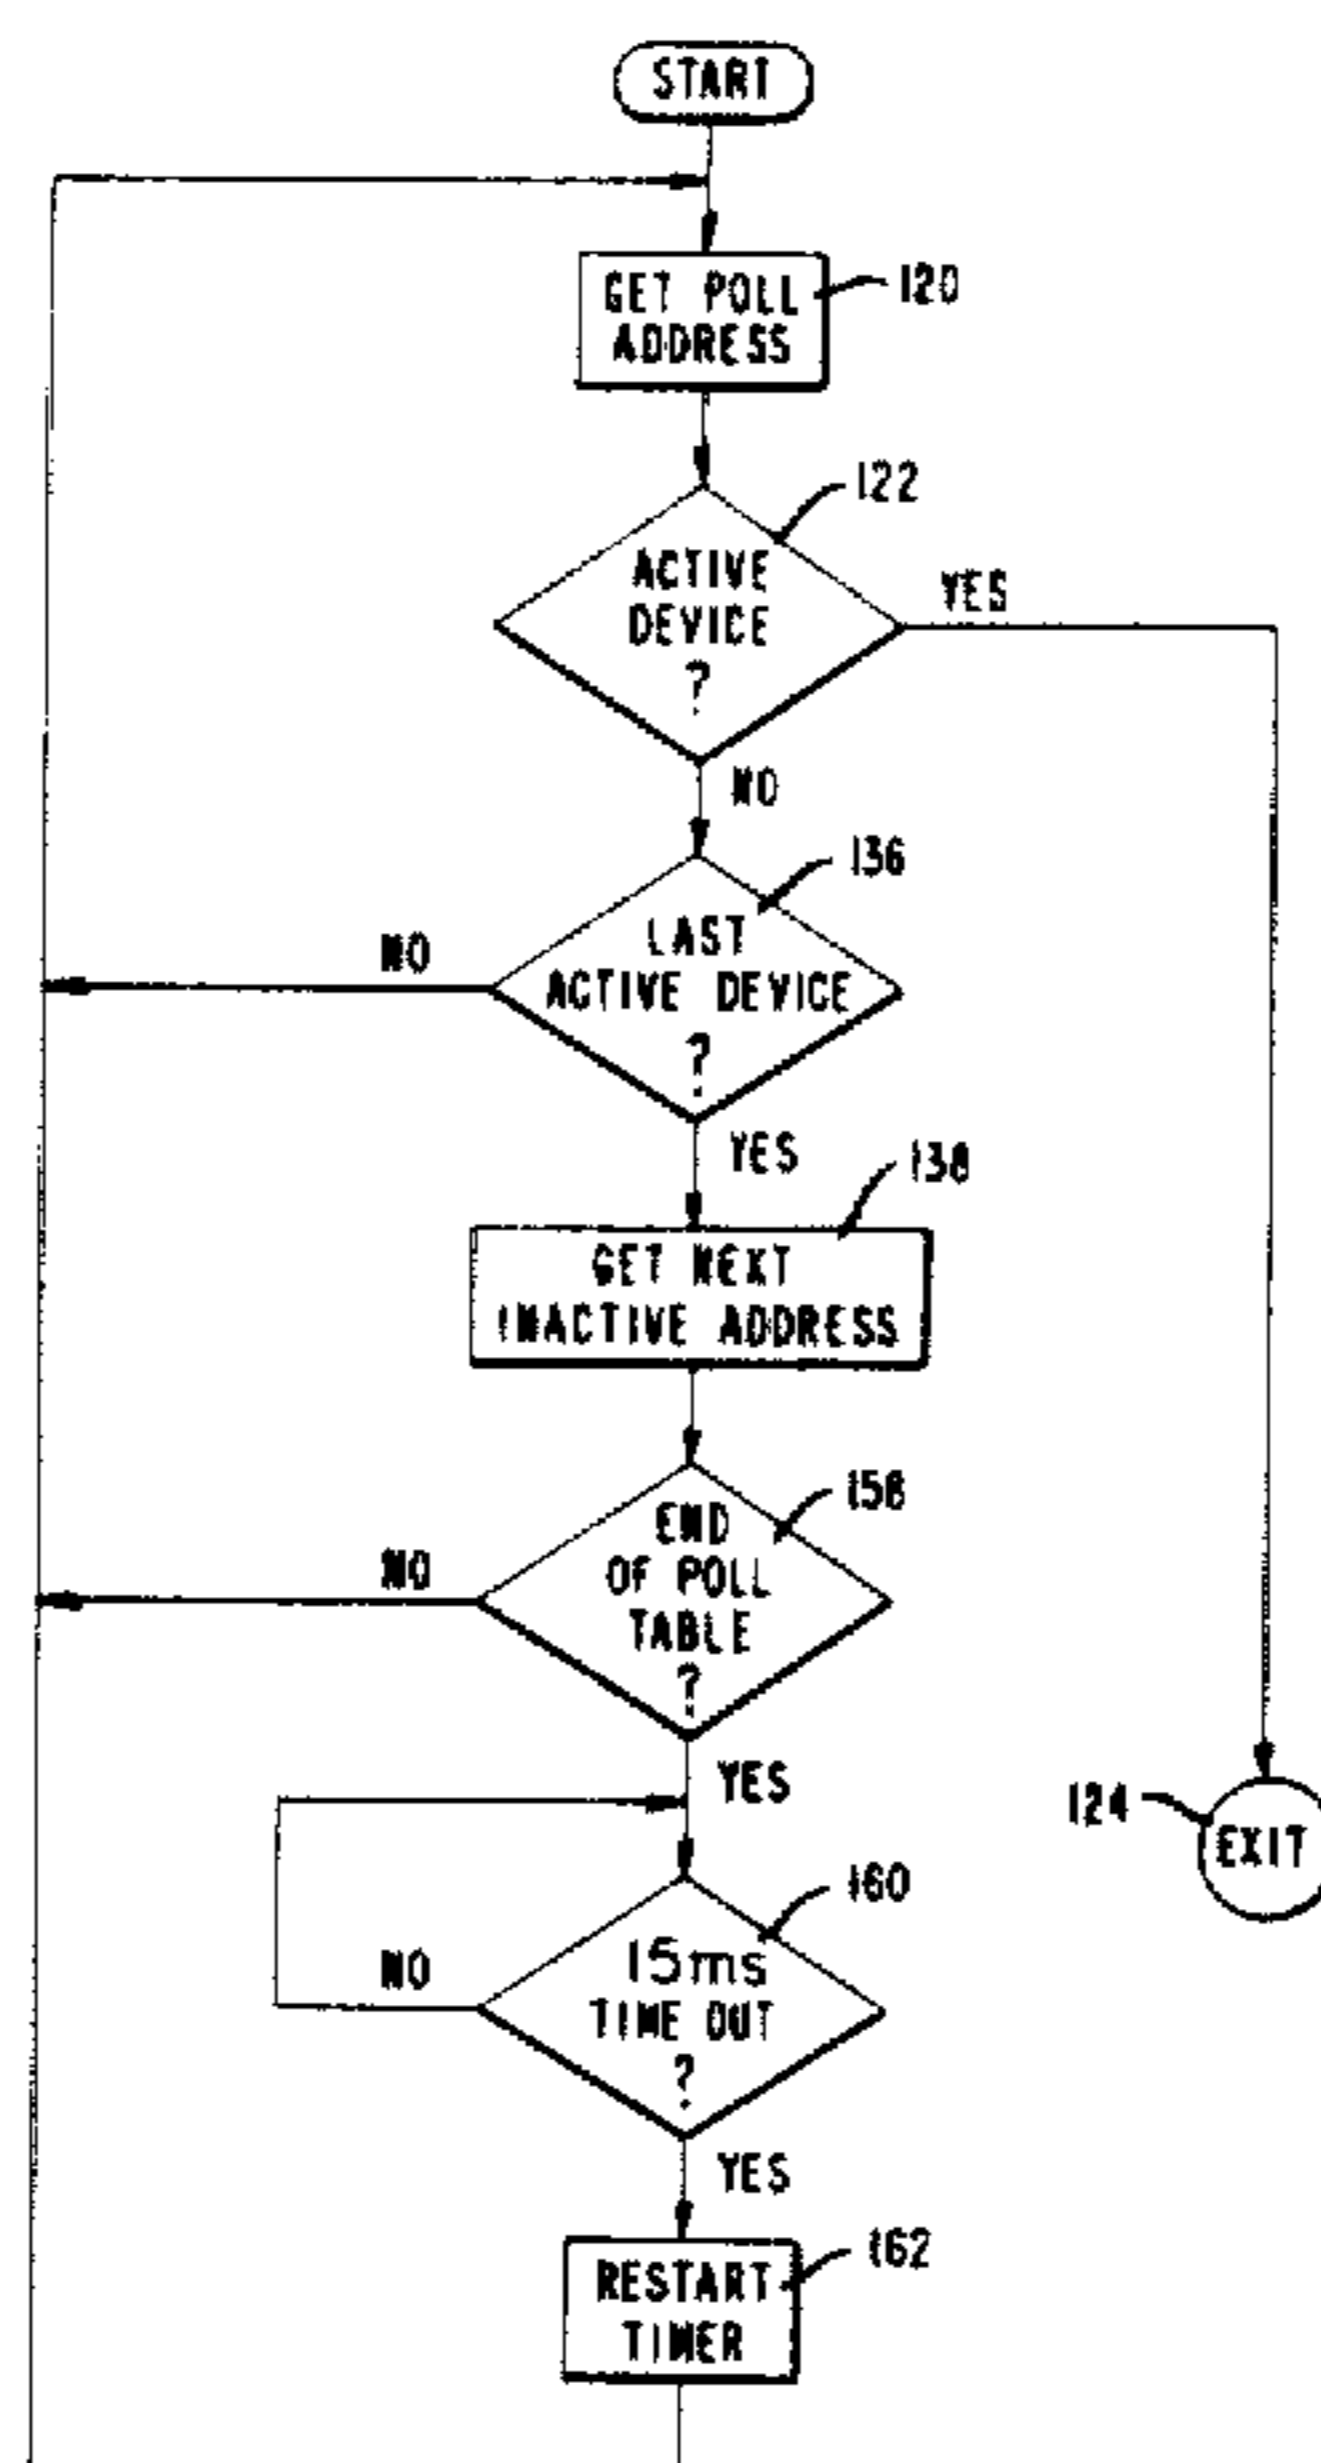 START
GET POLL
ADDRESS
120
122
ACTIVE
DEVICE
?
YES
NO
136
LAST
ACTIVE DEVICE
?
NO
YES
138
GET NEXT
INACTIVE ADDRESS
158
END
OF POLL
TABLE
?
NO
YES
124
EXIT
160
15ms
TIME OUT
?
NO
YES
162
RESTART
TIMER